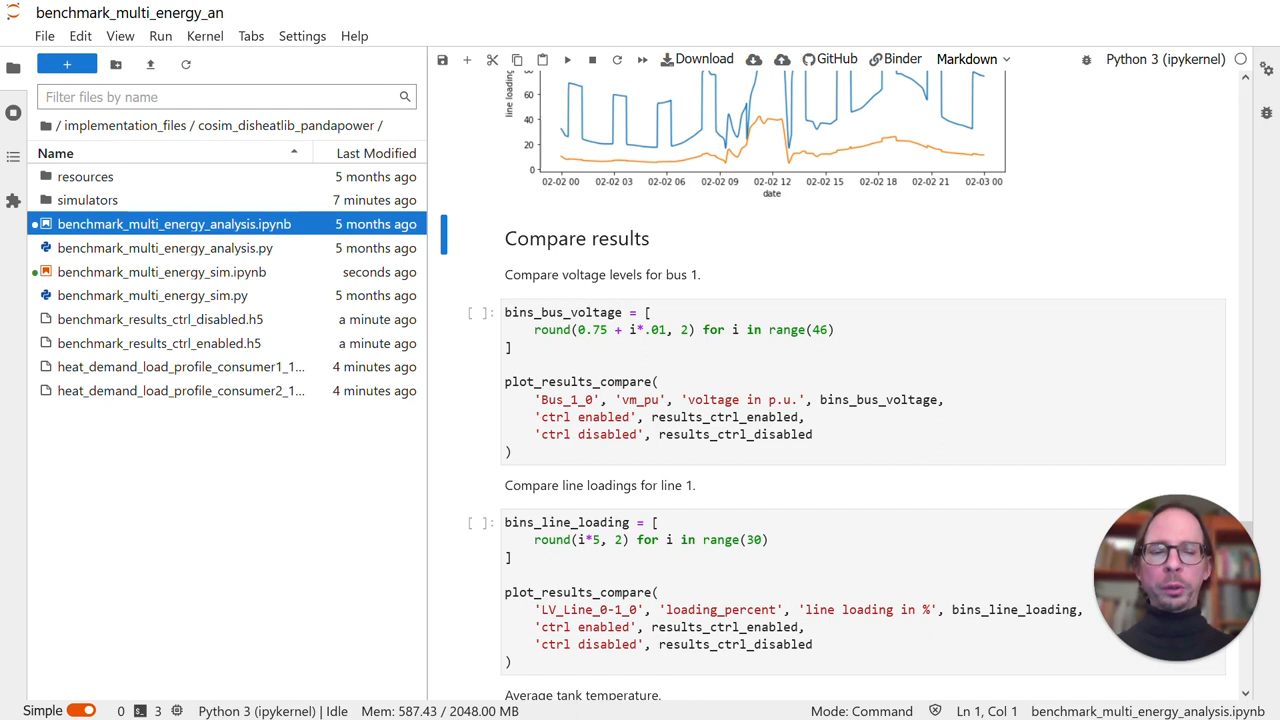 benchmark_multi_energy_an
File Edit View Run Kernel Tabs Settings Help
+ Download GitHub Binder Markdown Python 3 (ipykernel)
Filter files by name
/ implementation_files / cosim_disheatlib_pandapower /
Name Last Modified
resources 5 months ago
simulators 7 minutes ago
benchmark_multi_energy_analysis.ipynb 5 months ago
benchmark_multi_energy_analysis.py 5 months ago
benchmark_multi_energy_sim.ipynb seconds ago
benchmark_multi_energy_sim.py 5 months ago
benchmark_results_ctrl_disabled.h5 a minute ago
benchmark_results_ctrl_enabled.h5 a minute ago
heat_demand_load_profile_consumer1_1... 4 minutes ago
heat_demand_load_profile_consumer2_1... 4 minutes ago
line loading
60
40
20
0
02-02 00 02-02 03 02-02 06 02-02 09 02-02 12 02-02 15 02-02 18 02-02 21 02-03 00
date
Compare results
Compare voltage levels for bus 1.
[ ]: bins_bus_voltage = [
round(0.75 + i*.01, 2) for i in range(46)
]
plot_results_compare(
'Bus_1_0', 'vm_pu', 'voltage in p.u.', bins_bus_voltage,
'ctrl enabled', results_ctrl_enabled,
'ctrl disabled', results_ctrl_disabled
)
Compare line loadings for line 1.
[ ]: bins_line_loading = [
round(i*5, 2) for i in range(30)
]
plot_results_compare(
'LV_Line_0-1_0', 'loading_percent', 'line loading in %', bins_line_loading,
'ctrl enabled', results_ctrl_enabled,
'ctrl disabled', results_ctrl_disabled
)
Average tank temperature.
Simple 0 3 Python 3 (ipykernel) | Idle Mem: 587.43 / 2048.00 MB Mode: Command Ln 1, Col 1 benchmark_multi_energy_analysis.ipynb